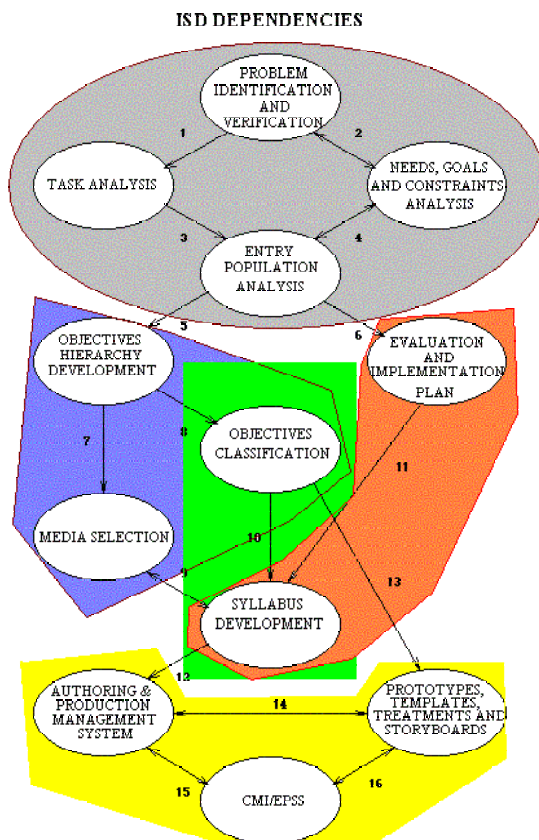 ISD DEPENDENCIES
PROBLEM
IDENTIFICATION
AND
VERIFICATION
1
2
TASK ANALYSIS
NEEDS, GOALS
AND CONSTRAINTS
ANALYSIS
3
4
ENTRY
POPULATION
ANALYSIS
5
6
OBJECTIVES
HIERARCHY
DEVELOPMENT
EVALUATION
AND
IMPLEMENTATION
PLAN
7
8
OBJECTIVES
CLASSIFICATION
11
MEDIA SELECTION
10
9
13
SYLLABUS
DEVELOPMENT
12
AUTHORING &
PRODUCTION
MANAGEMENT
SYSTEM
14
PROTOTYPES,
TEMPLATES,
TREATMENTS AND
STORYBOARDS
15
16
CMI/EPSS